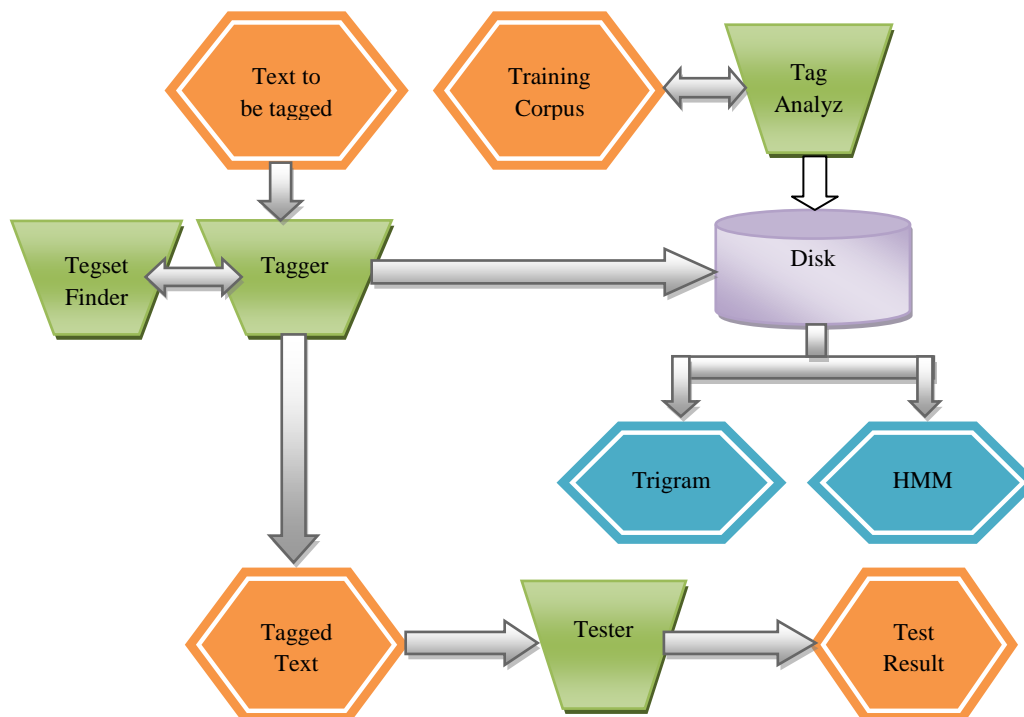 Text to
be tagged
Training
Corpus
Tag
Analyz
Tegset
Finder
Tagger
Disk
Trigram
HMM
Tagged
Text
Tester
Test
Result